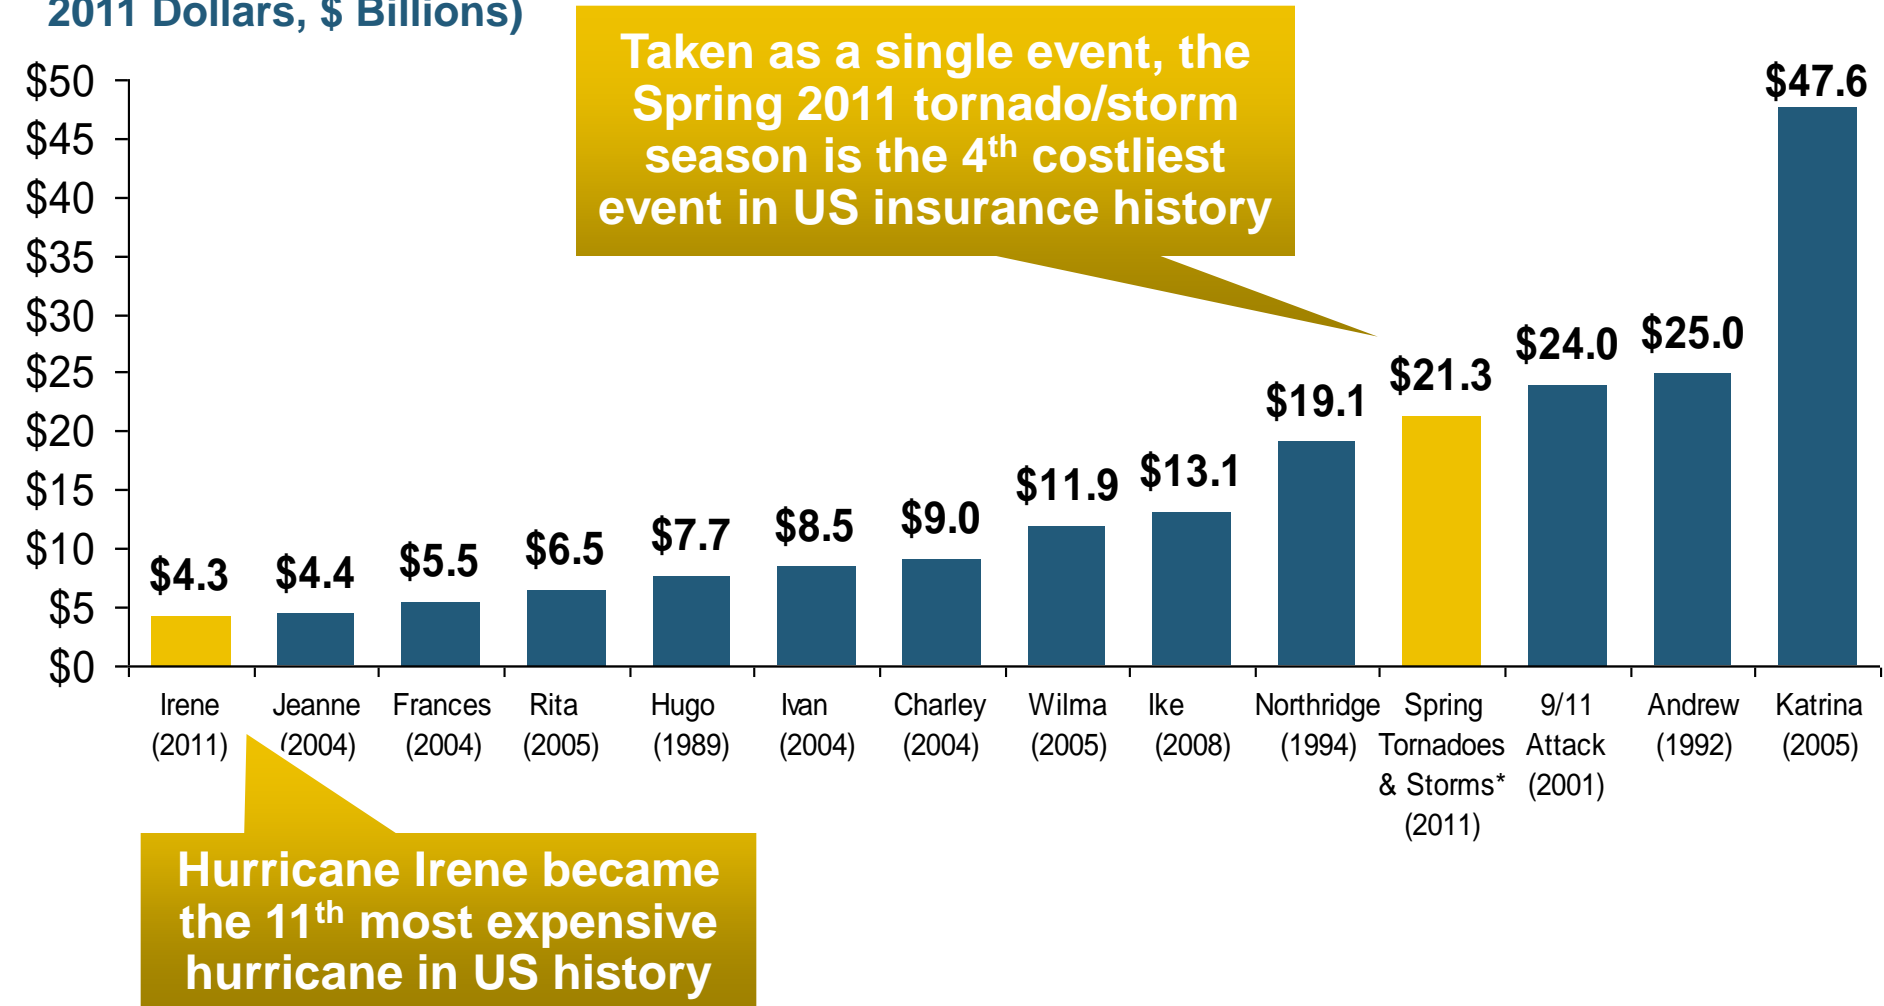 2011 Dollars, $ Billions)
Taken as a single event, the
Spring 2011 tornado/storm
season is the 4th costliest
event in US insurance history
$50
$45
$40
$35
$30
$25
$20
$15
$10
$5
$0
$4.3
$4.4
$5.5
$6.5
$7.7
$8.5
$9.0
$11.9
$13.1
$19.1
$21.3
$24.0
$25.0
$47.6
Irene
(2011)
Jeanne
(2004)
Frances
(2004)
Rita
(2005)
Hugo
(1989)
Ivan
(2004)
Charley
(2004)
Wilma
(2005)
Ike
(2008)
Northridge
(1994)
Spring
Tornadoes
& Storms*
(2011)
9/11
Attack
(2001)
Andrew
(1992)
Katrina
(2005)
Hurricane Irene became
the 11th most expensive
hurricane in US history